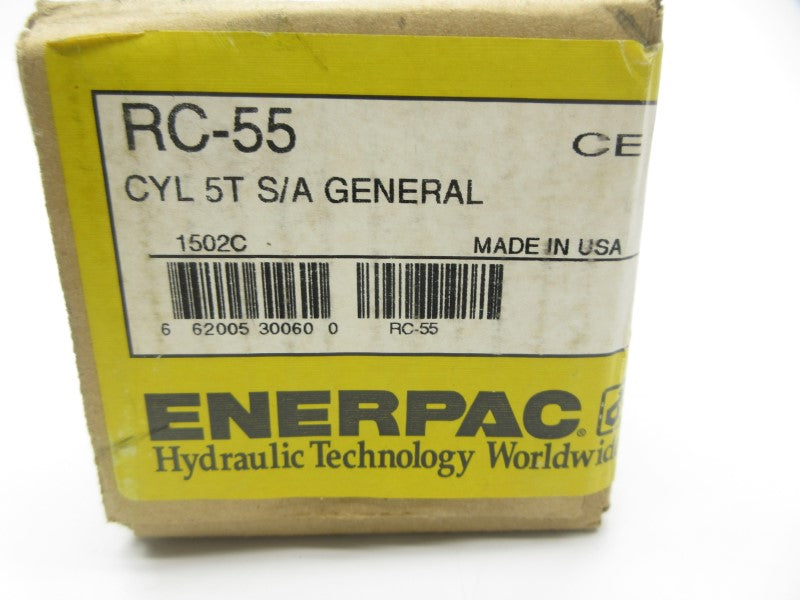 RC-55
CE
CYL 5T S/A GENERAL
1502C MADE IN USA
6 62005 30060 0 RC-55
ENERPAC®
Hydraulic Technology Worldwid